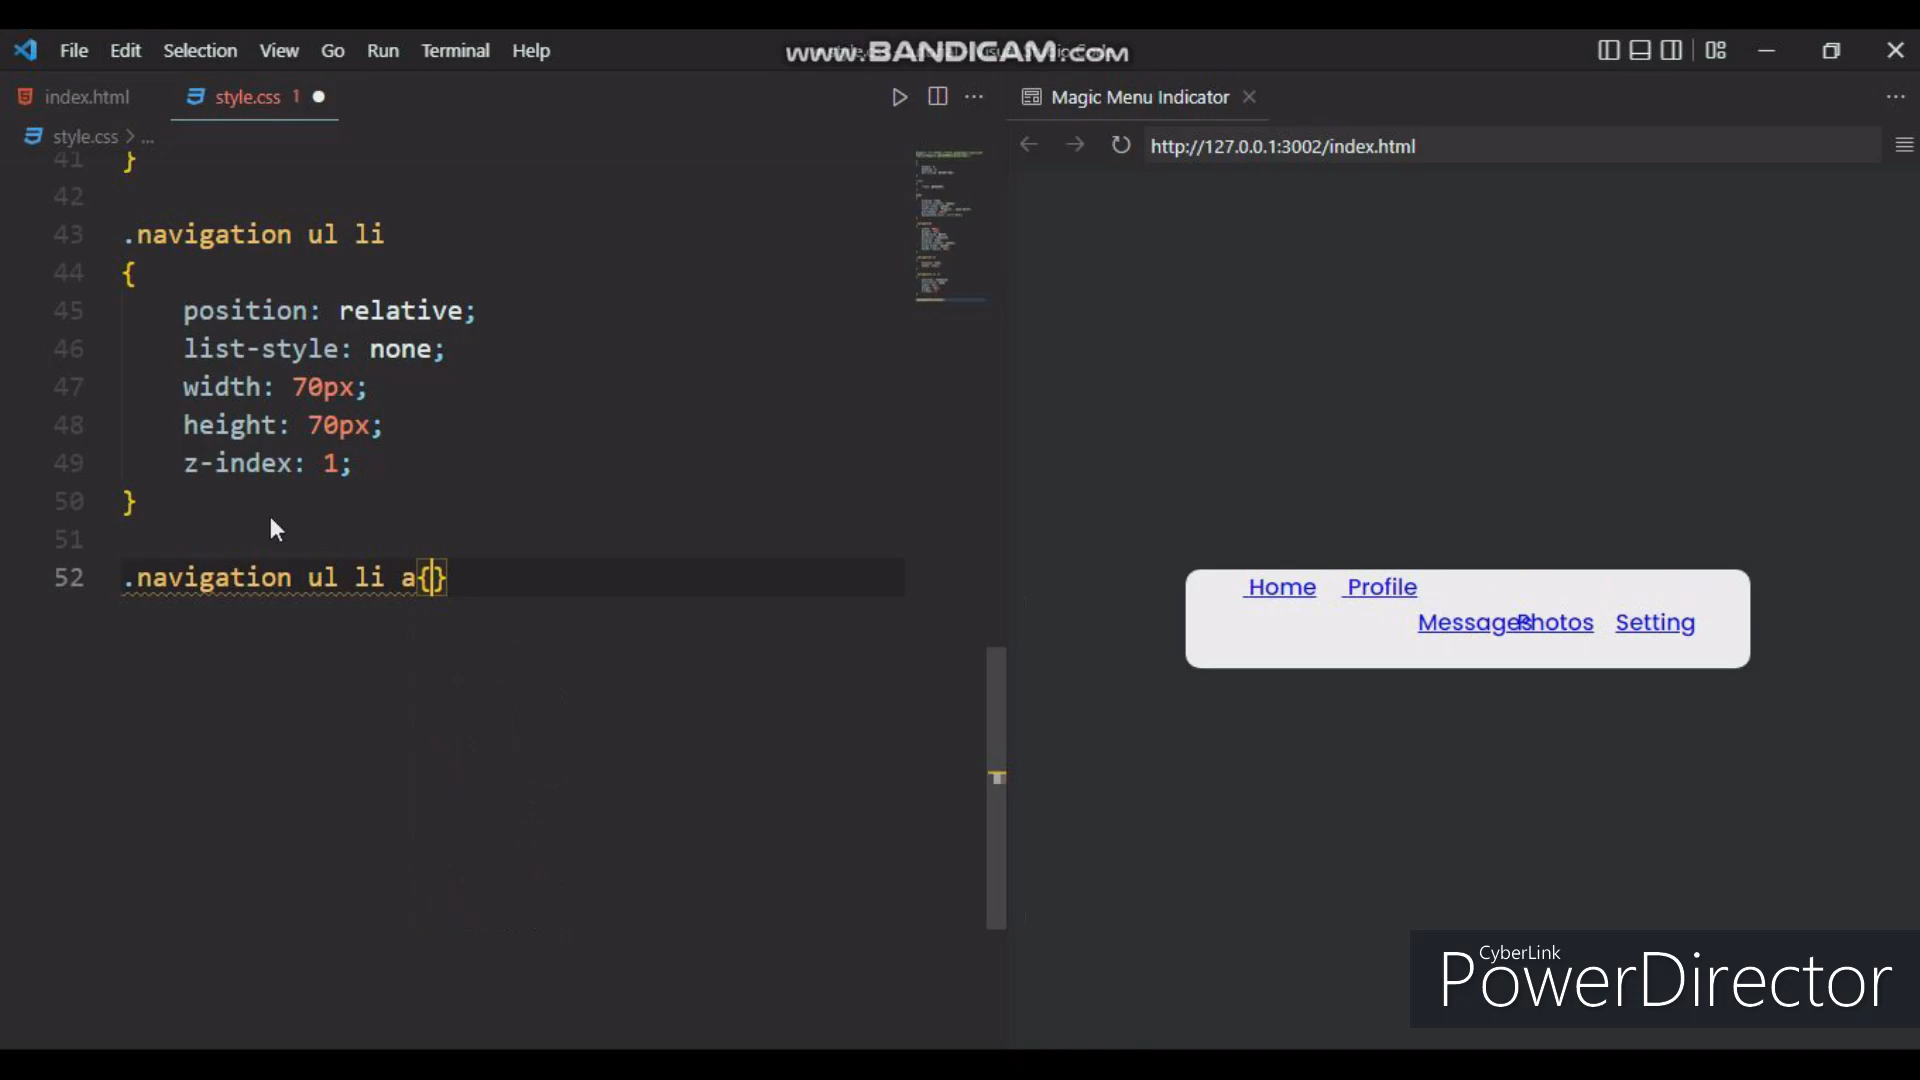 File Edit Selection View Go Run Terminal Help
www.BANDICAM.com
index.html
style.css 1
Magic Menu Indicator
style.css > ...
http://127.0.0.1:3002/index.html
41 }
42
43 .navigation ul li
44 {
45 position: relative;
46 list-style: none;
47 width: 70px;
48 height: 70px;
49 z-index: 1;
50 }
51
52 .navigation ul li a{}
Home Profile
Messages Photos Setting
CyberLink
PowerDirector